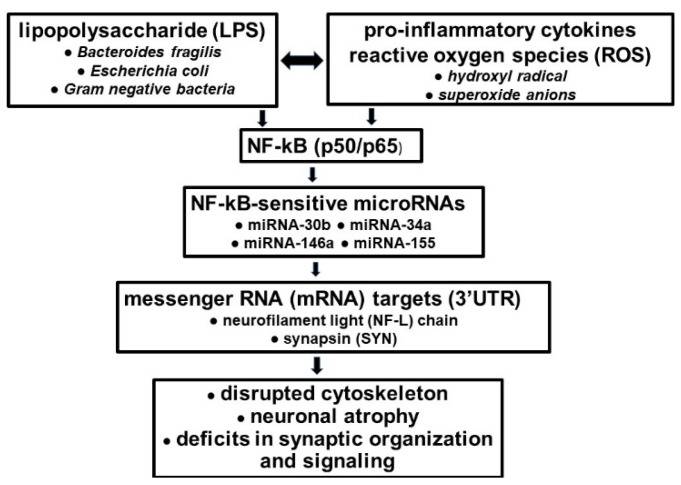 lipopolysaccharide (LPS)
● Bacteroides fragilis
● Escherichia coli
● Gram negative bacteria
pro-inflammatory cytokines
reactive oxygen species (ROS)
● hydroxyl radical
● superoxide anions
NF-kB (p50/p65)
NF-kB-sensitive microRNAs
● miRNA-30b ● miRNA-34a
● miRNA-146a ● miRNA-155
messenger RNA (mRNA) targets (3’UTR)
● neurofilament light (NF-L) chain
● synapsin (SYN)
● disrupted cytoskeleton
● neuronal atrophy
● deficits in synaptic organization
and signaling